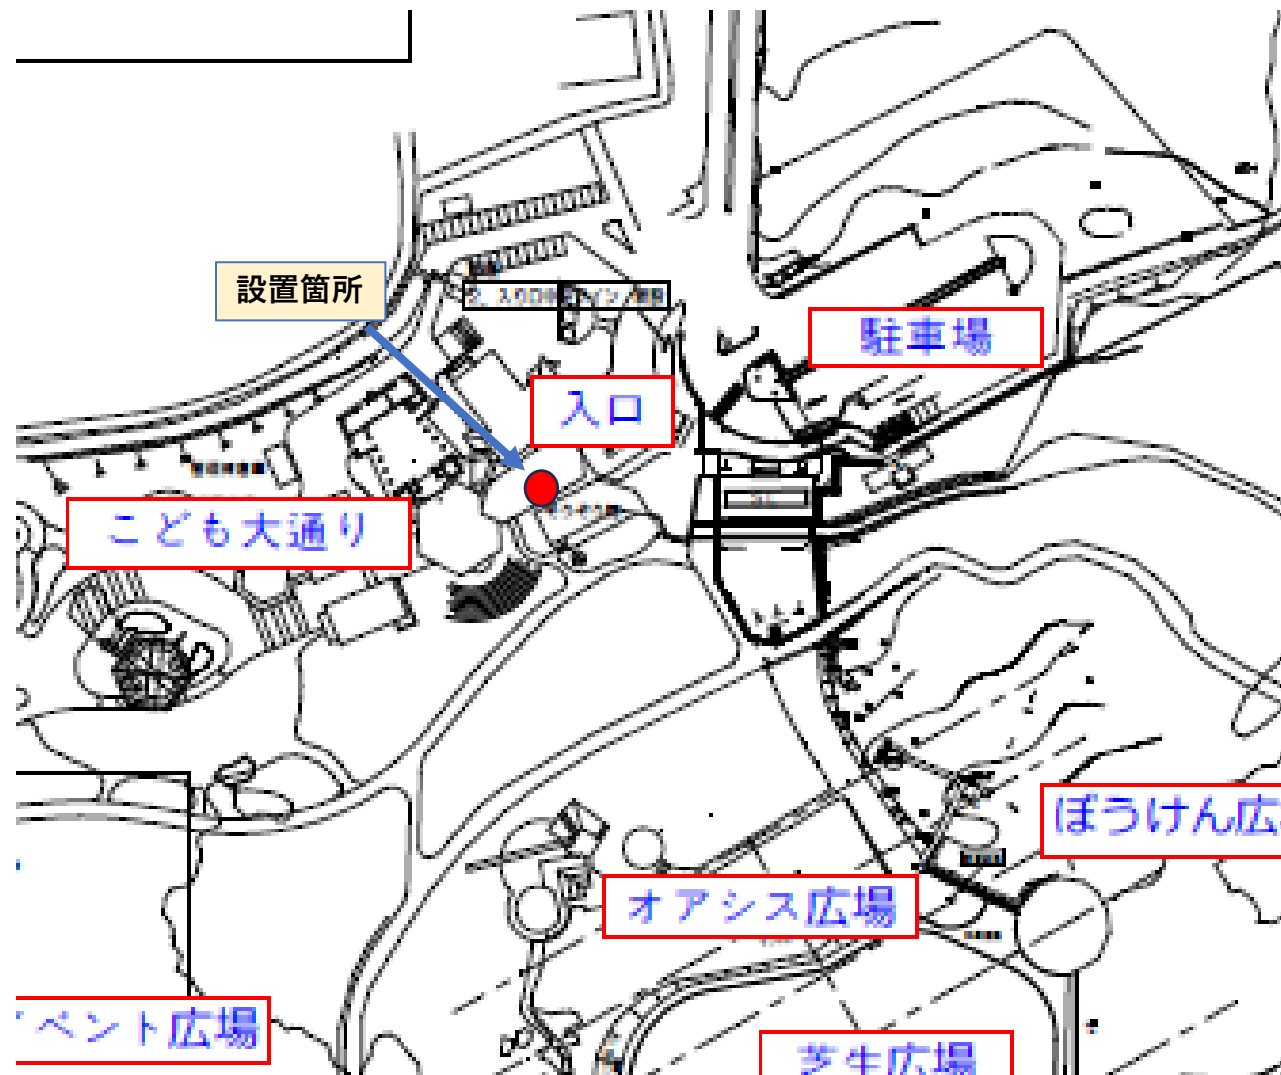 設置箇所
駐車場
入口
こども大通り
ぼうけん広
オアシス広場
ベント広場
芝生広場